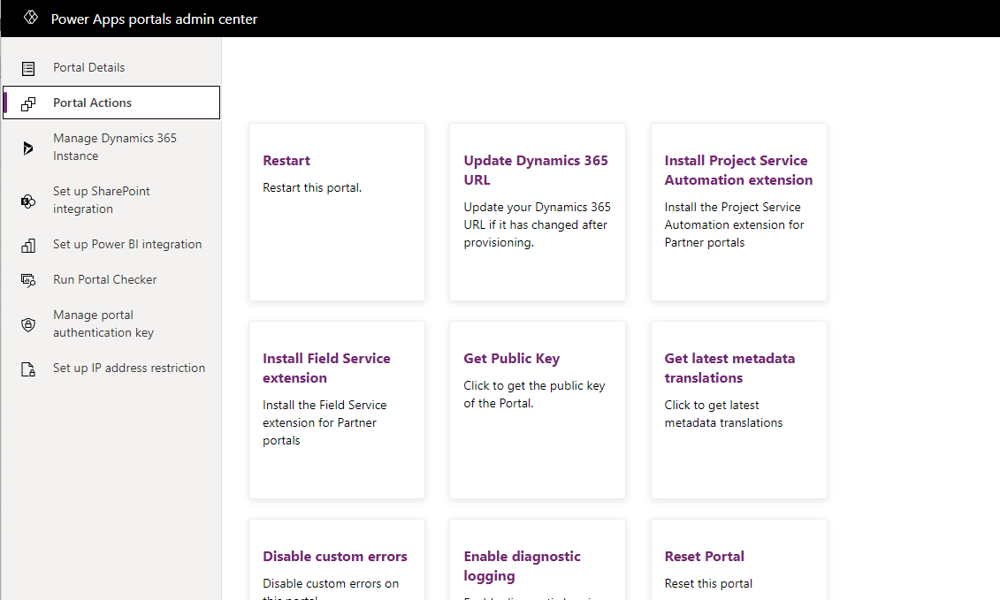 Power Apps portals admin center
Portal Details
Portal Actions
Manage Dynamics 365
Instance
Set up SharePoint
integration
Set up Power BI integration
Run Portal Checker
Manage portal
authentication key
Set up IP address restriction
Restart
Restart this portal.
Update Dynamics 365
URL
Update your Dynamics 365
URL if it has changed after
provisioning.
Install Project Service
Automation extension
Install the Project Service
Automation extension for
Partner portals
Install Field Service
extension
Install the Field Service
extension for Partner
portals
Get Public Key
Click to get the public key
of the Portal.
Get latest metadata
translations
Click to get latest
metadata translations
Disable custom errors
Disable custom errors on
this portal
Enable diagnostic
logging
Reset Portal
Reset this portal